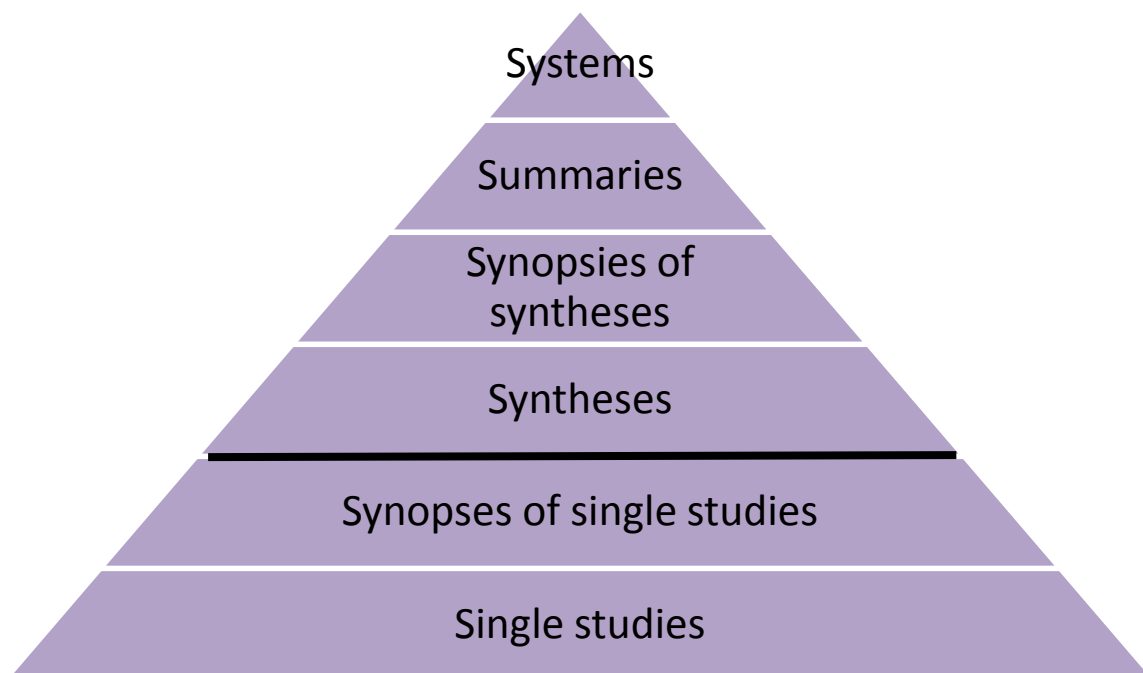 Systems
Summaries
Synopsies of
syntheses
Syntheses
Synopses of single studies
Single studies